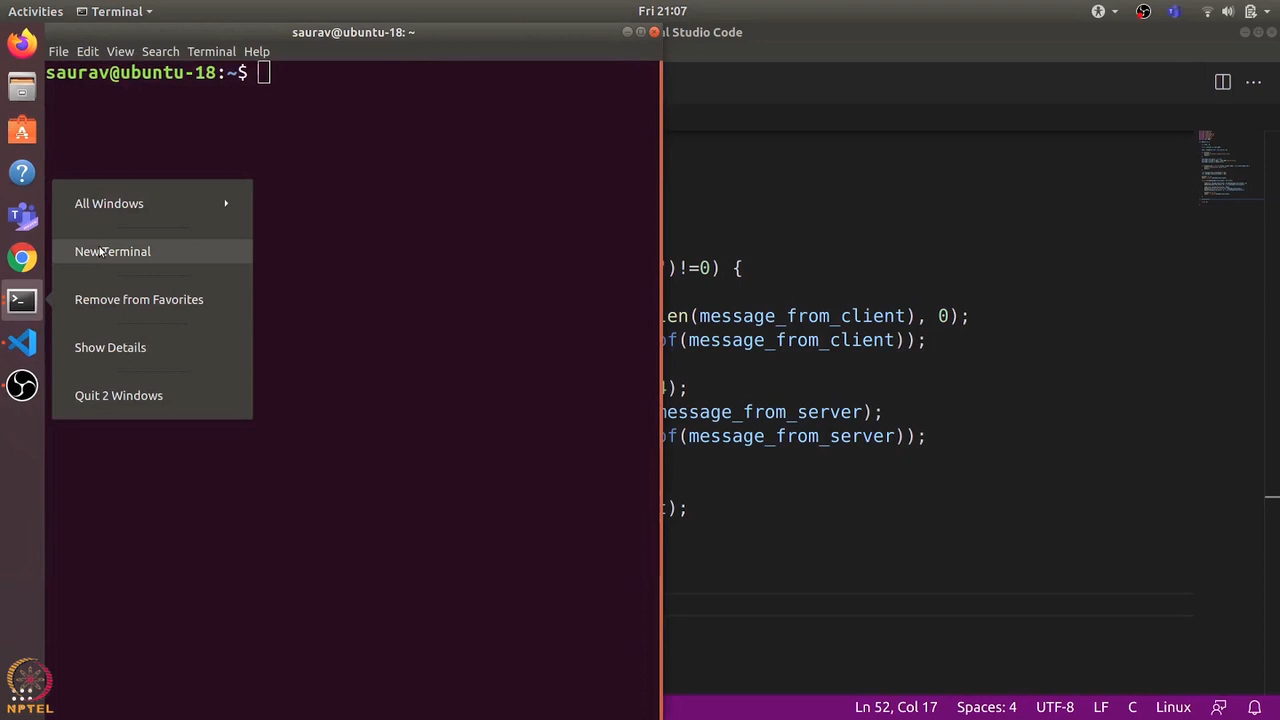 Activities Terminal Fri 21:07
saurav@ubuntu-18: ~
al Studio Code
File Edit View Search Terminal Help
saurav@ubuntu-18:~$
All Windows
New Terminal
Remove from Favorites
Show Details
Quit 2 Windows
')!=0) {
len(message_from_client), 0);
of(message_from_client));
4);
message_from_server);
of(message_from_server));
t);
Ln 52, Col 17 Spaces: 4 UTF-8 LF C Linux
NPTEL